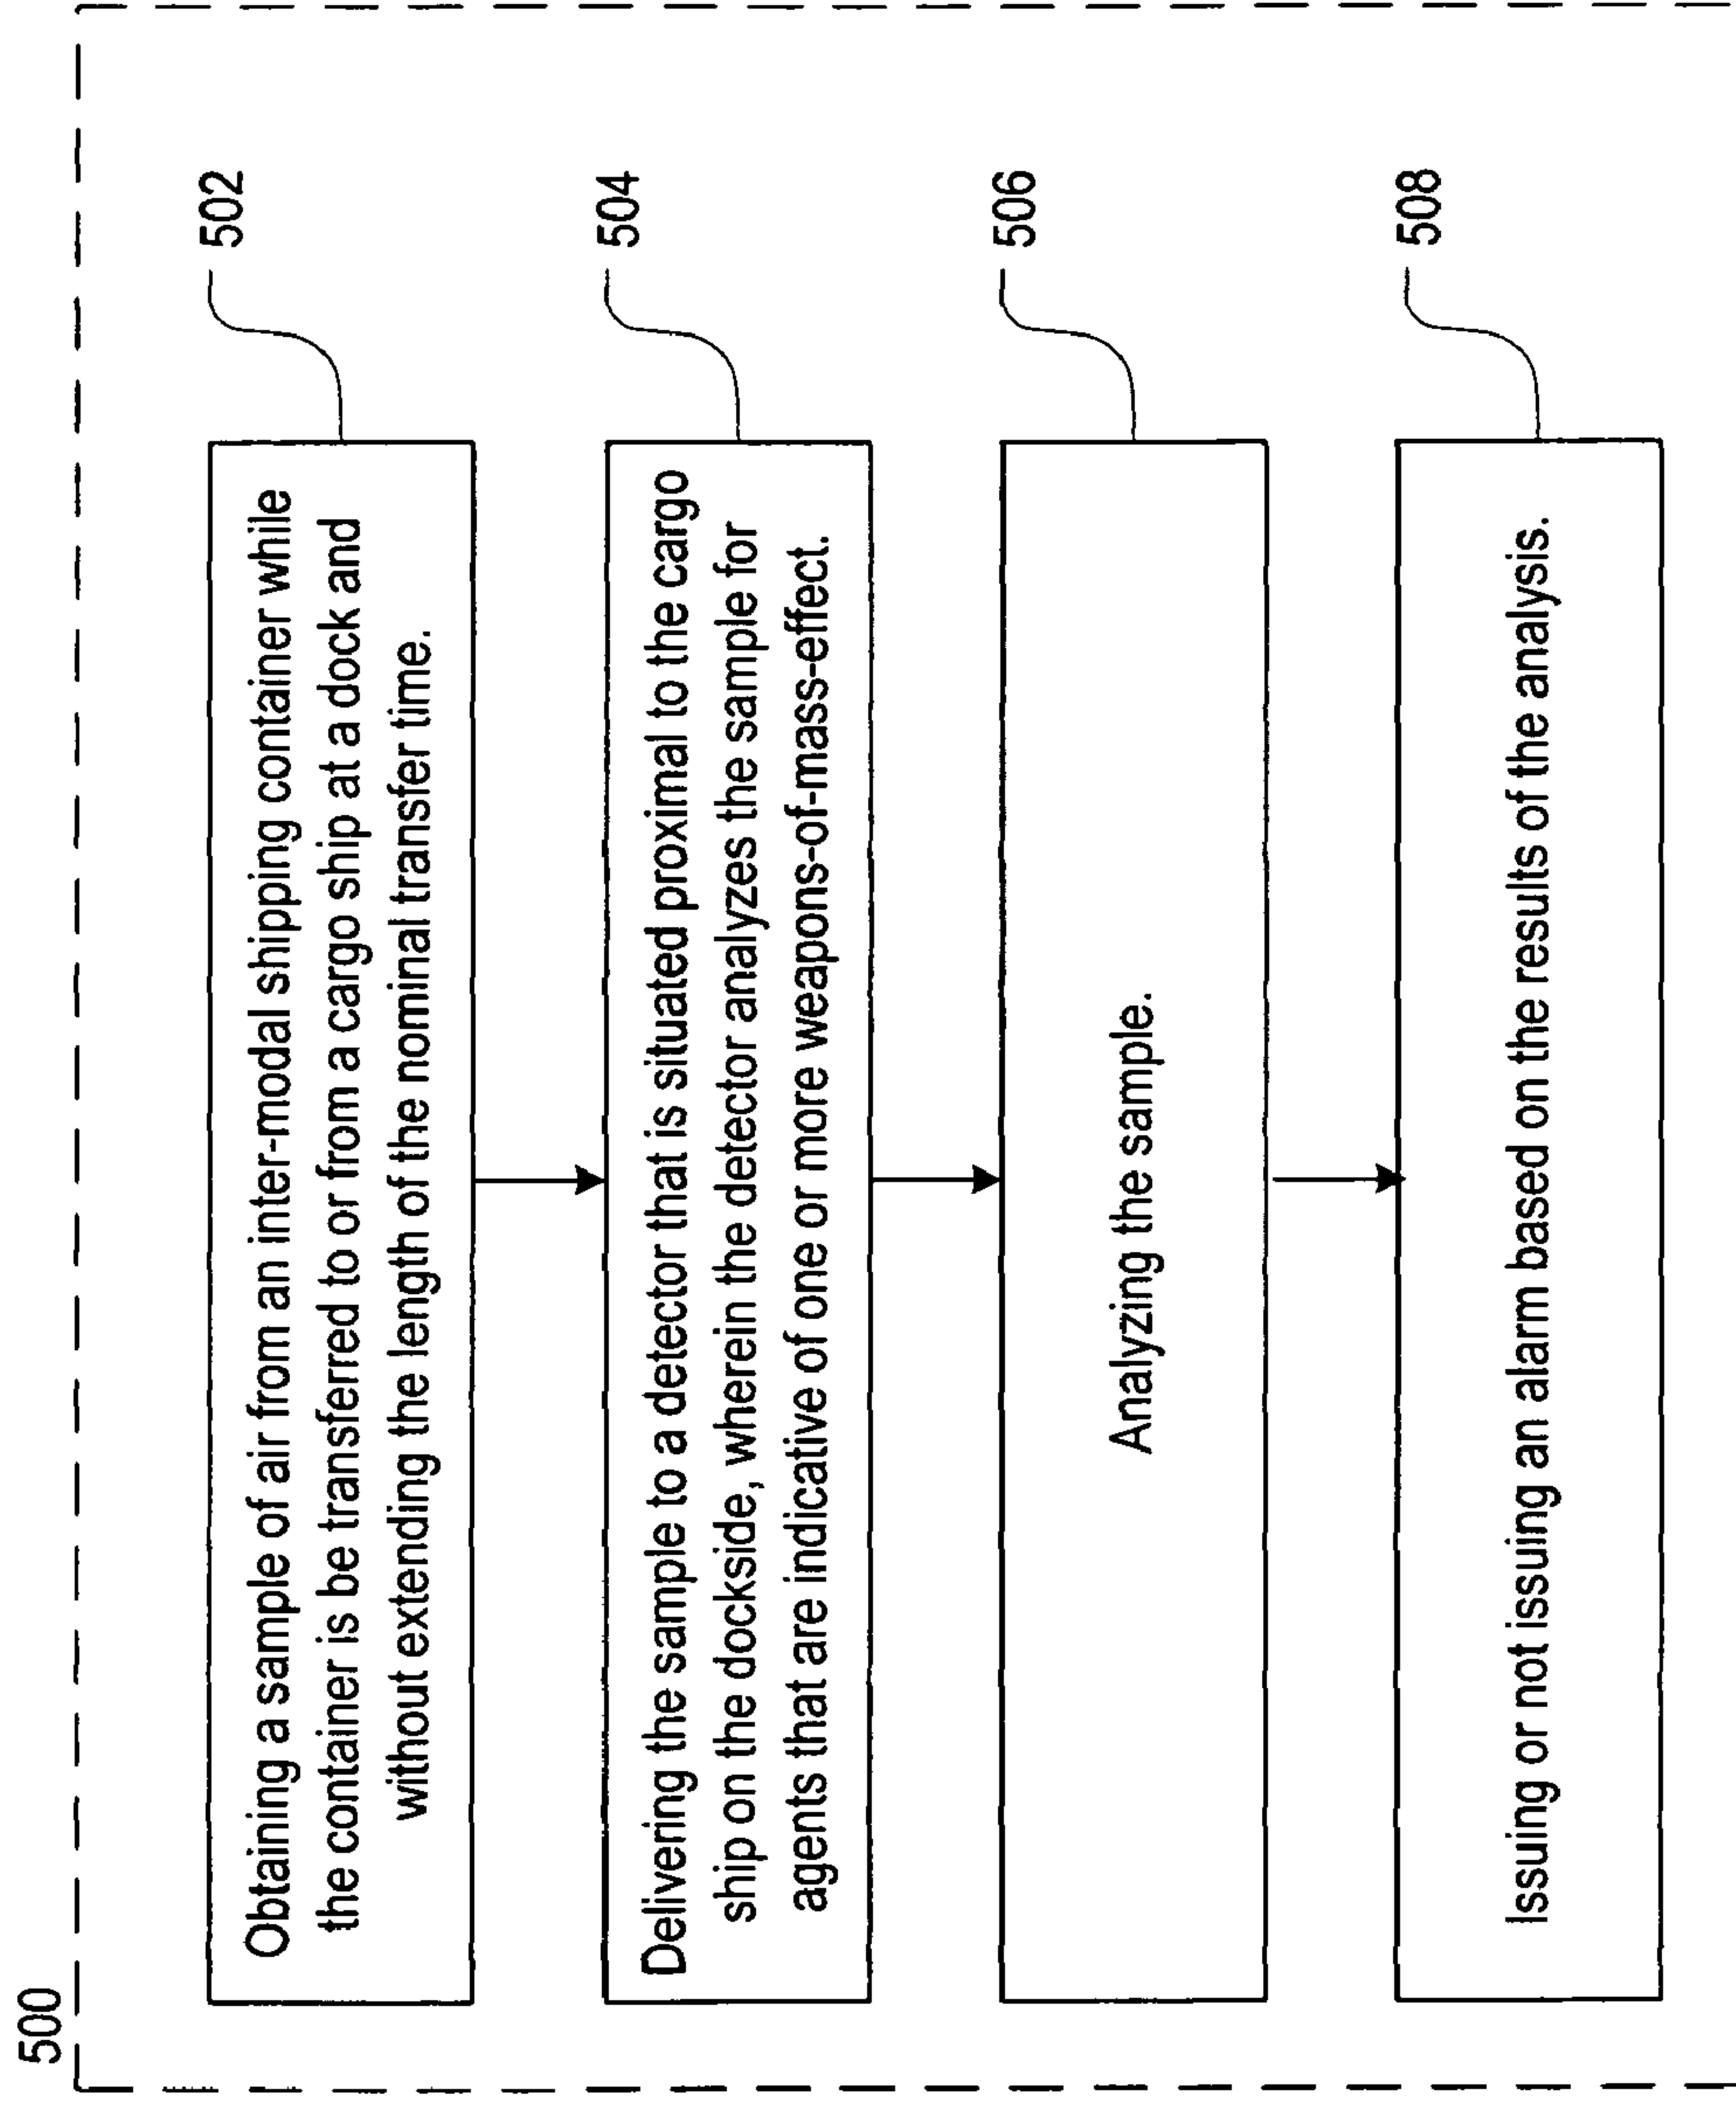 500
Obtaining a sample of air from an inter-modal shipping container while
the container is be transferred to or from a cargo ship at a dock and
without extending the length of the nominal transfer time.
502
Delivering the sample to a detector that is situated proximal to the cargo
ship on the dockside, wherein the detector analyzes the sample for
agents that are indicative of one or more weapons-of-mass-effect.
504
Analyzing the sample.
506
Issuing or not issuing an alarm based on the results of the analysis.
508